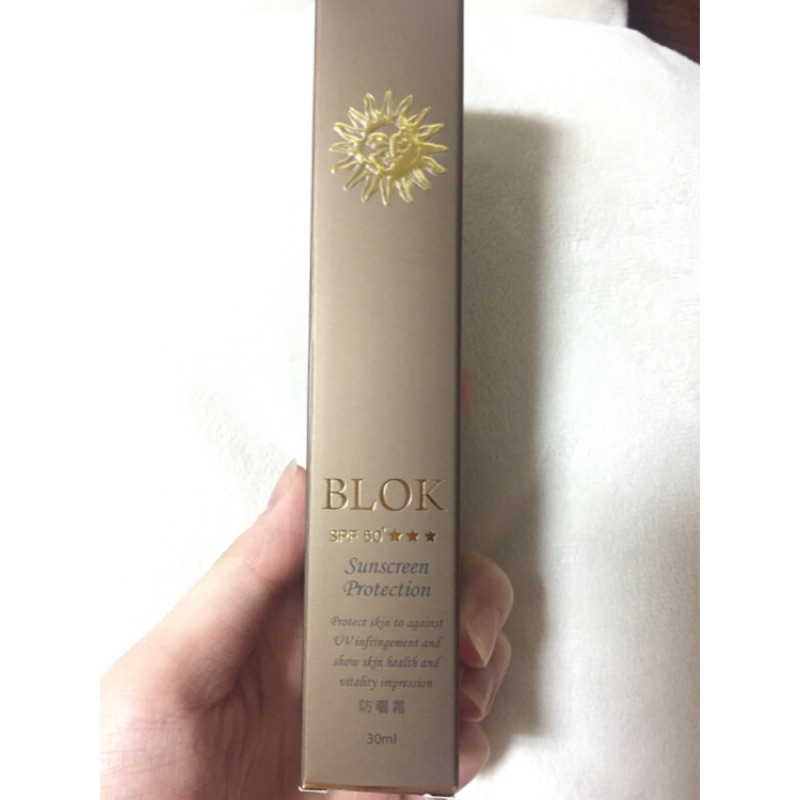 BLOK
SPF 50+★★★
Sunscreen
Protection
Protect skin to against
UV infringement and
show skin health and
vitality impression
防曬霜
30ml